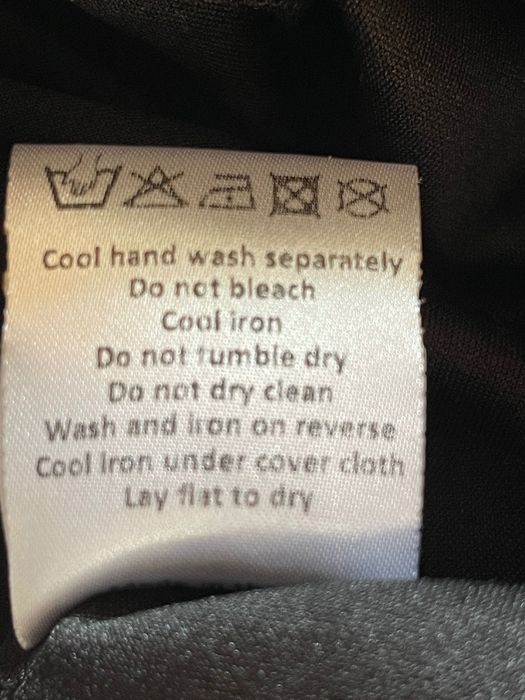 Cool hand wash separately
Do not bleach
Cool iron
Do not tumble dry
Do not dry clean
Wash and iron on reverse
Cool iron under cover cloth
Lay flat to dry